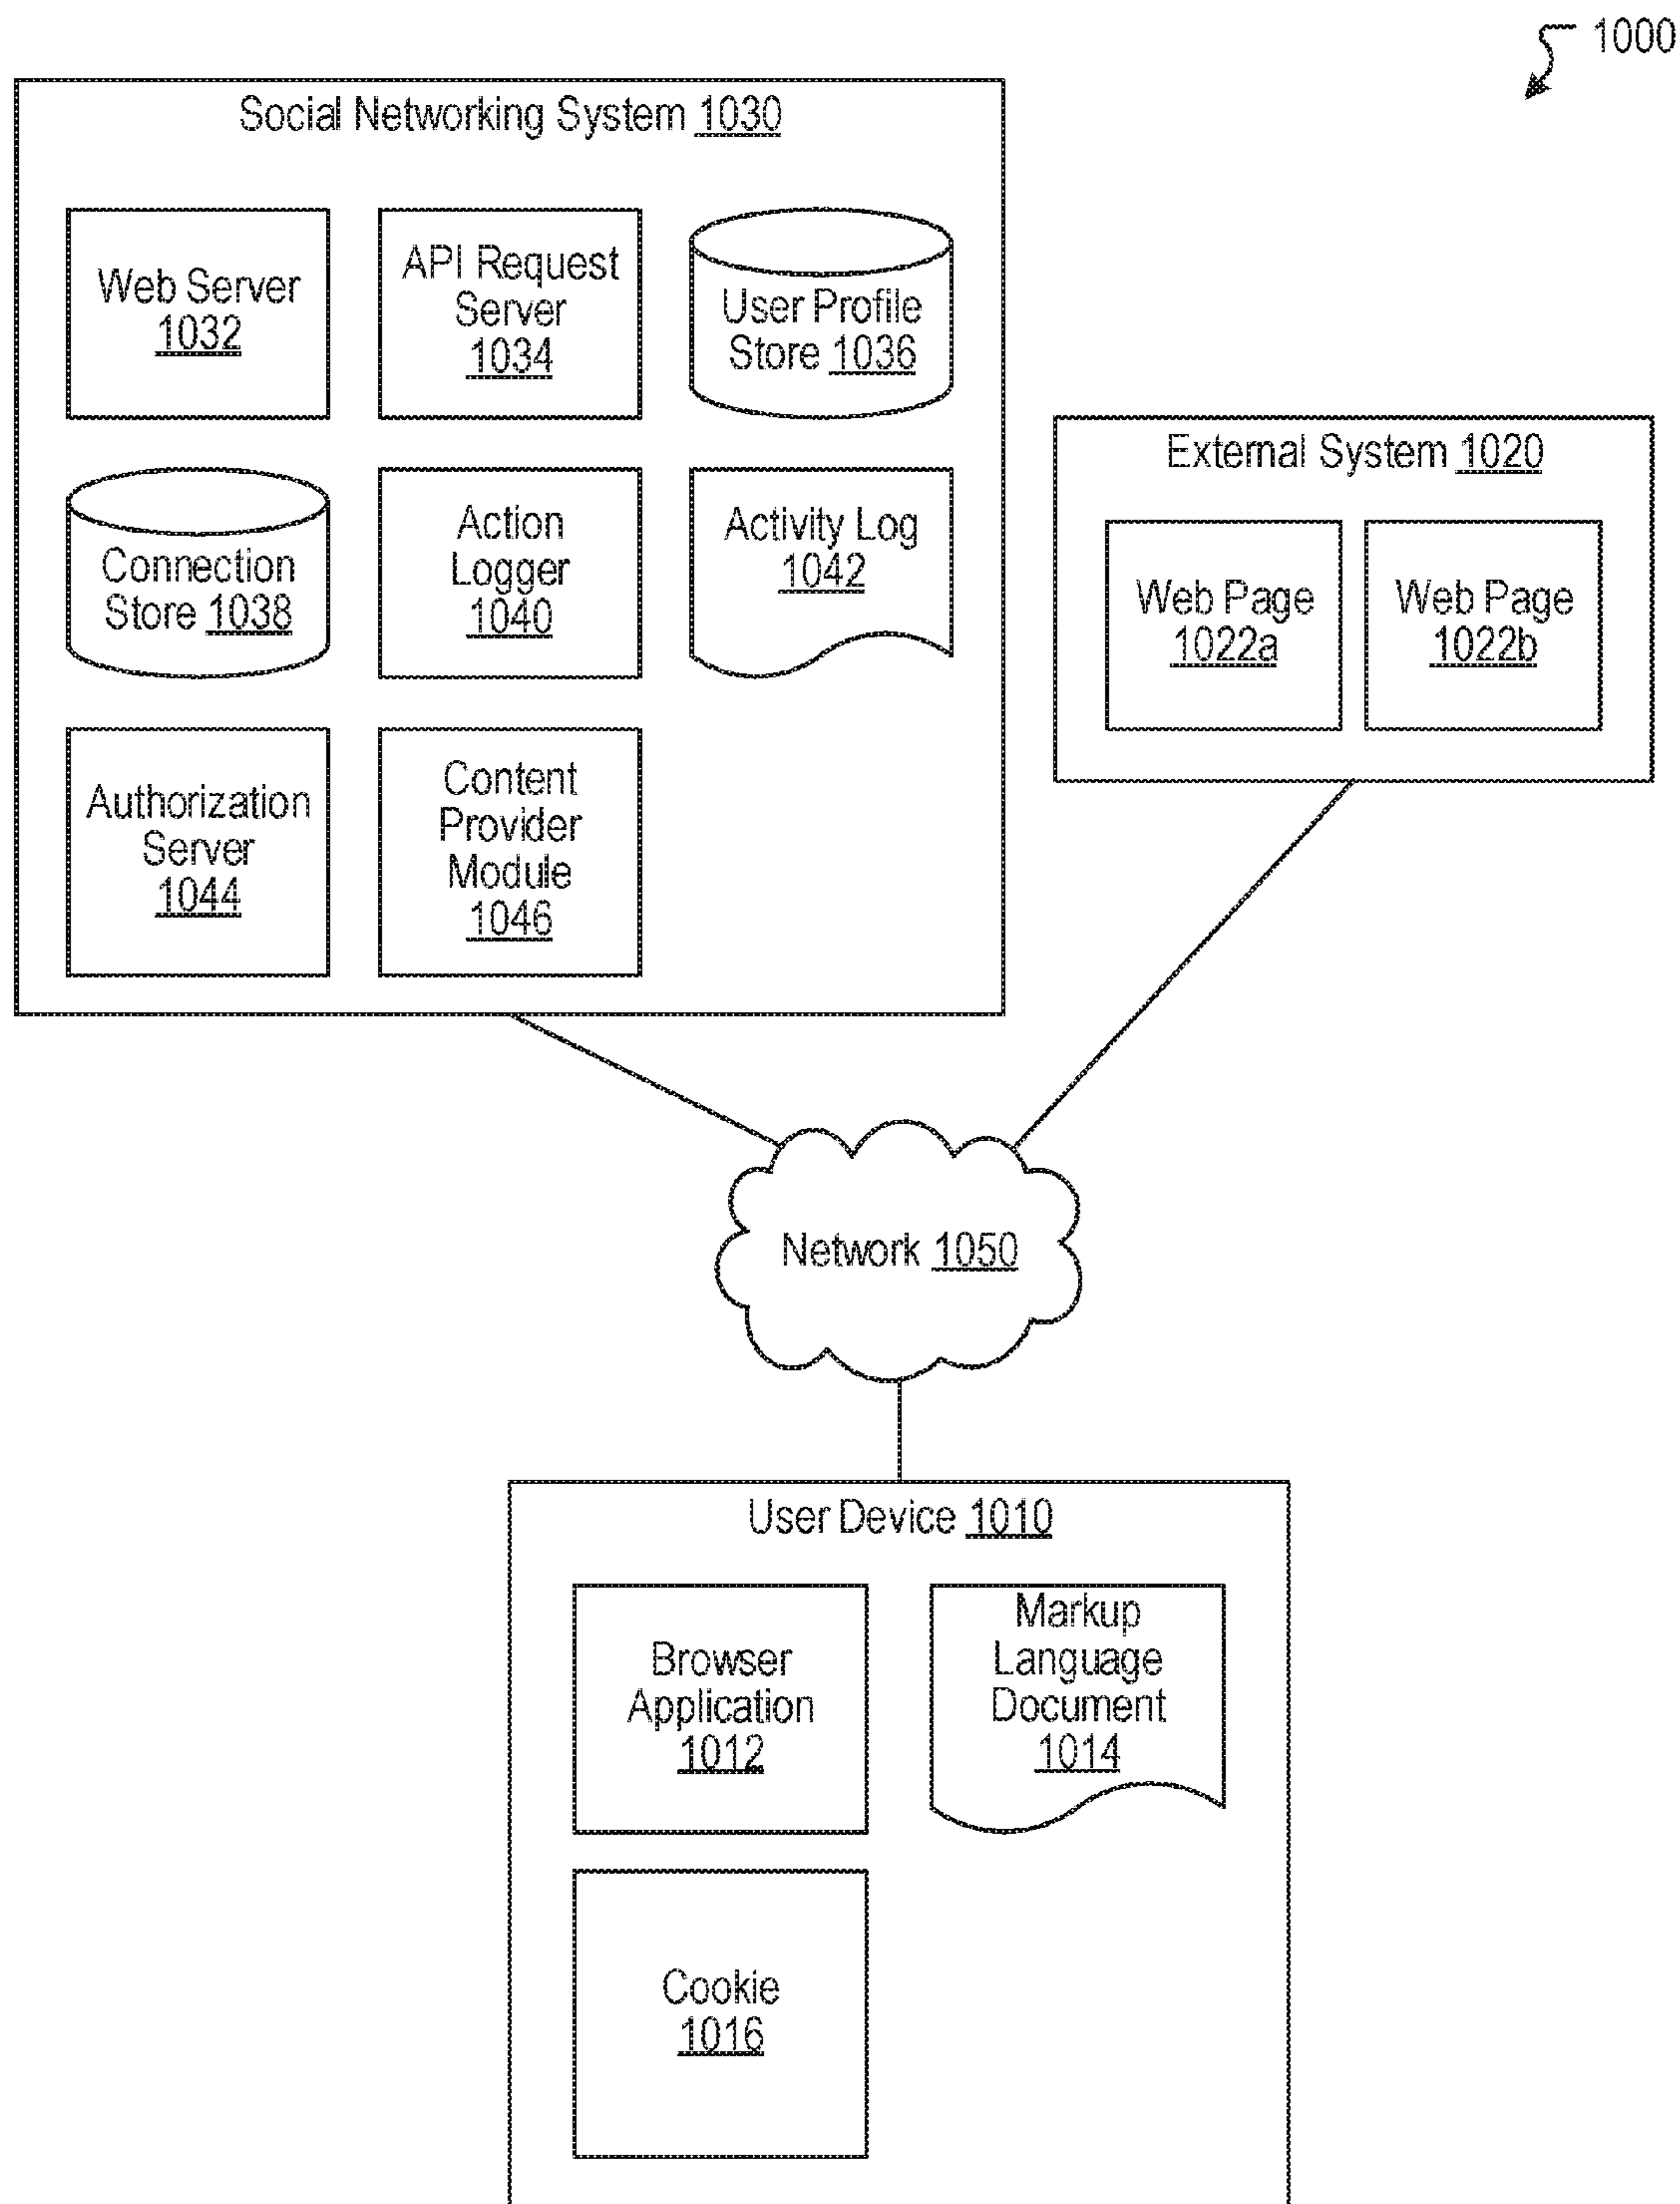 1000
Social Networking System 1030
Web Server
1032
API Request
Server
1034
User Profile
Store 1036
Connection
Store 1038
Action
Logger
1040
Activity Log
1042
Authorization
Server
1044
Content
Provider
Module
1046
External System 1020
Web Page
1022a
Web Page
1022b
Network 1050
User Device 1010
Browser
Application
1012
Markup
Language
Document
1014
Cookie
1016